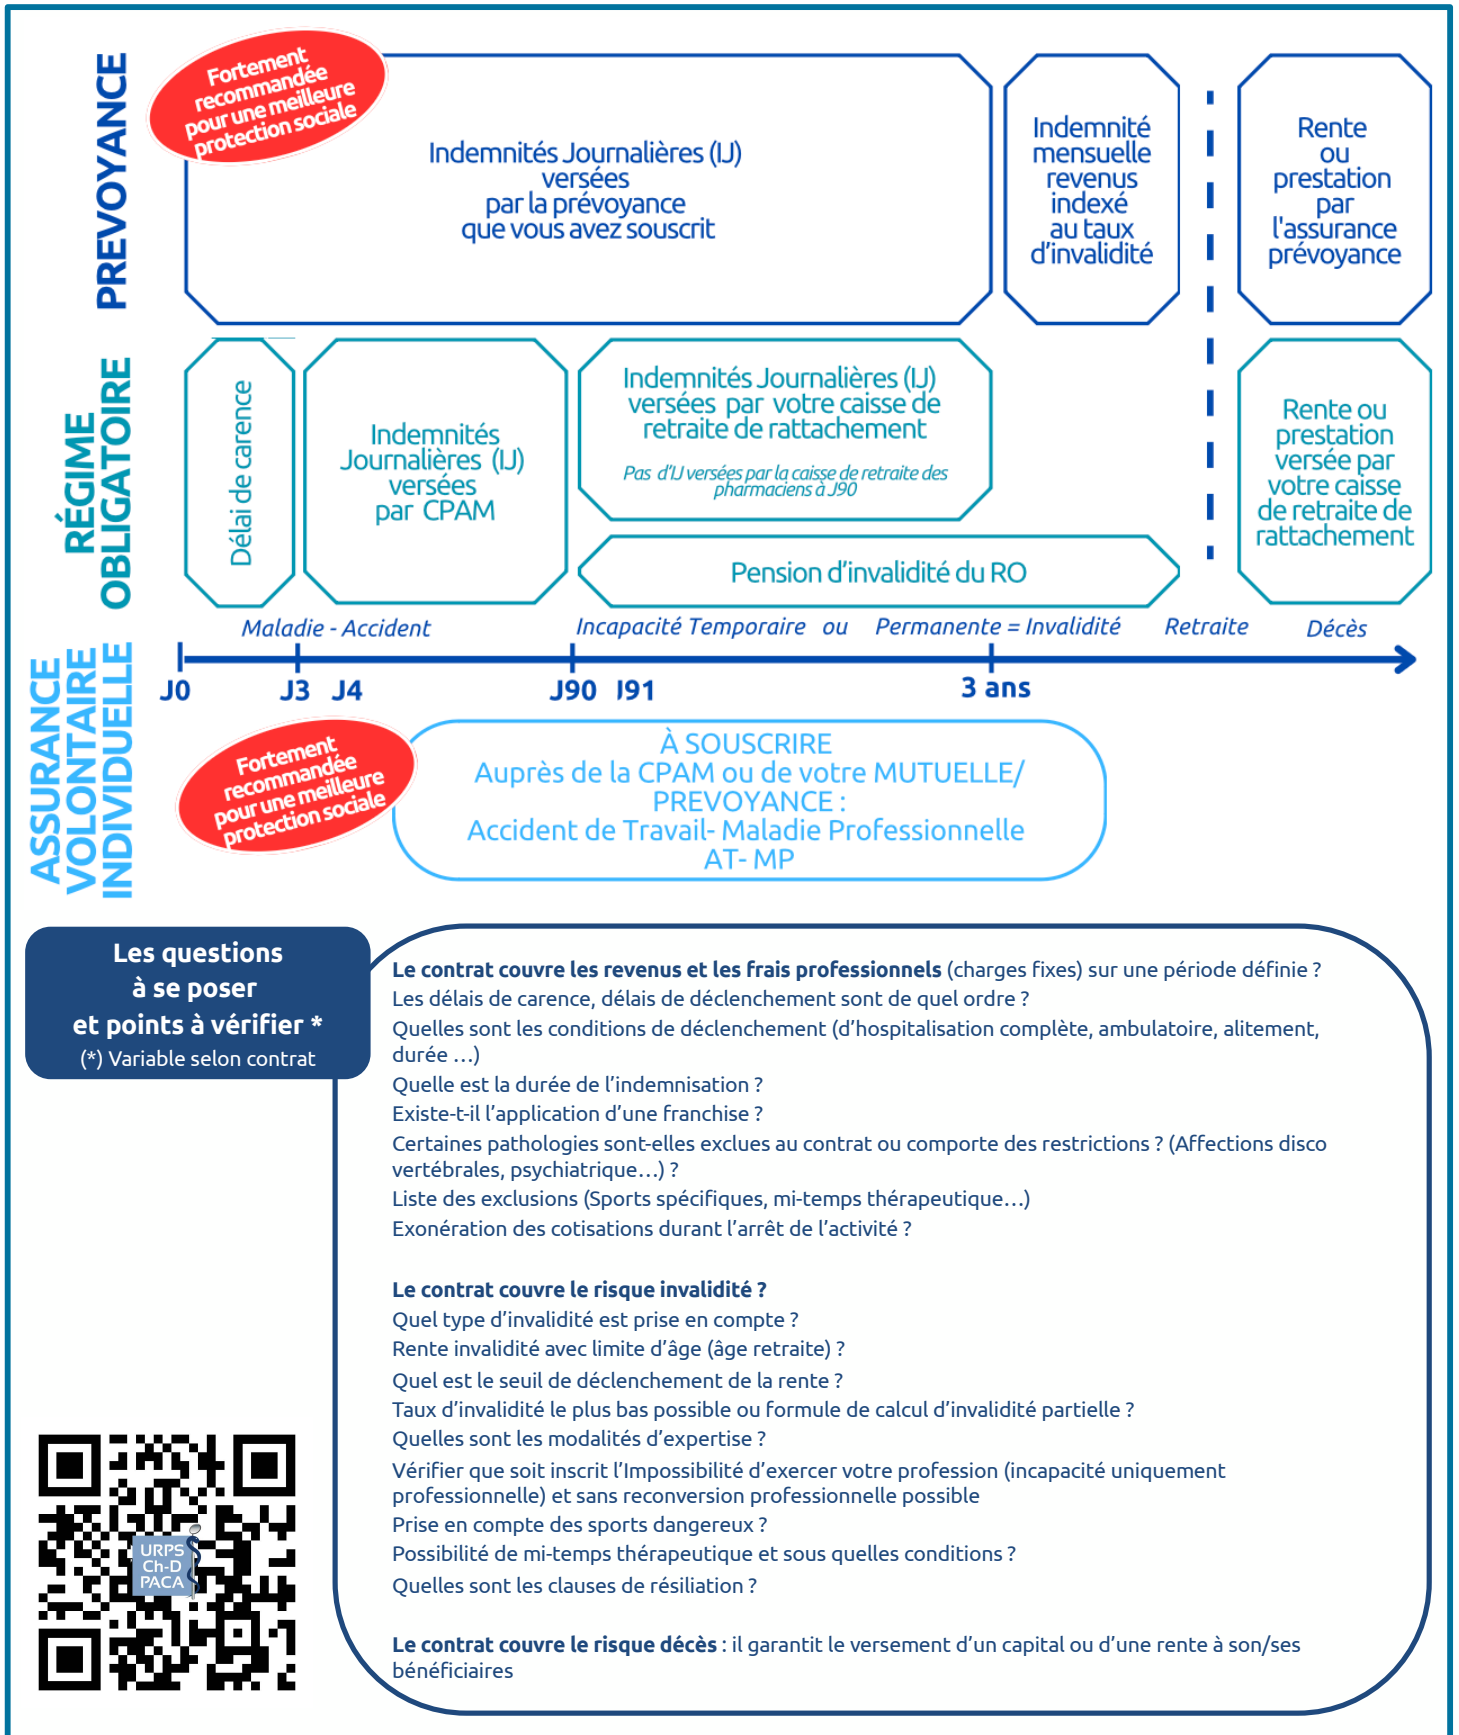 PREVOYANCE
Fortement
recommandée
pour une meilleure
protection sociale
Indemnités Journalières (IJ)
versées
par la prévoyance
que vous avez souscrit
Indemnité
mensuelle
revenus
indexé
au taux
d'invalidité
Rente
ou
prestation
par
l'assurance
prévoyance
RÉGIME
OBLIGATOIRE
Délai de carence
Indemnités
Journalières (IJ)
versées
par CPAM
Indemnités Journalières (IJ)
versées par votre caisse de
retraite de rattachement
Pas d'IJ versées par la caisse de retraite des
pharmaciens à J90
Pension d'invalidité du RO
Rente ou
prestation
versée par
votre caisse
de retraite de
rattachement
Maladie - Accident
Incapacité Temporaire ou Permanente = Invalidité
Retraite
Décès
J0
J3 J4
J90 J91
3 ans
ASSURANCE
VOLONTAIRE
INDIVIDUELLE
Fortement
recommandée
pour une meilleure
protection sociale
À SOUSCRIRE
Auprès de la CPAM ou de votre MUTUELLE/
PREVOYANCE :
Accident de Travail- Maladie Professionnelle
AT- MP
Les questions
à se poser
et points à vérifier *
(*) Variable selon contrat
Le contrat couvre les revenus et les frais professionnels (charges fixes) sur une période définie ?
Les délais de carence, délais de déclenchement sont de quel ordre ?
Quelles sont les conditions de déclenchement (d'hospitalisation complète, ambulatoire, alitement,
durée ...)
Quelle est la durée de l'indemnisation ?
Existe-t-il l'application d'une franchise ?
Certaines pathologies sont-elles exclues au contrat ou comporte des restrictions ? (Affections disco
vertébrales, psychiatrique...) ?
Liste des exclusions (Sports spécifiques, mi-temps thérapeutique...)
Exonération des cotisations durant l'arrêt de l'activité ?
Le contrat couvre le risque invalidité ?
Quel type d'invalidité est prise en compte ?
Rente invalidité avec limite d'âge (âge retraite) ?
Quel est le seuil de déclenchement de la rente ?
Taux d'invalidité le plus bas possible ou formule de calcul d'invalidité partielle ?
Quelles sont les modalités d'expertise ?
Vérifier que soit inscrit l'Impossibilité d'exercer votre profession (incapacité uniquement
professionnelle) et sans reconversion professionnelle possible
Prise en compte des sports dangereux ?
Possibilité de mi-temps thérapeutique et sous quelles conditions ?
Quelles sont les clauses de résiliation ?
Le contrat couvre le risque décès : il garantit le versement d'un capital ou d'une rente à son/ses
bénéficiaires
URPS
Ch-D
PACA